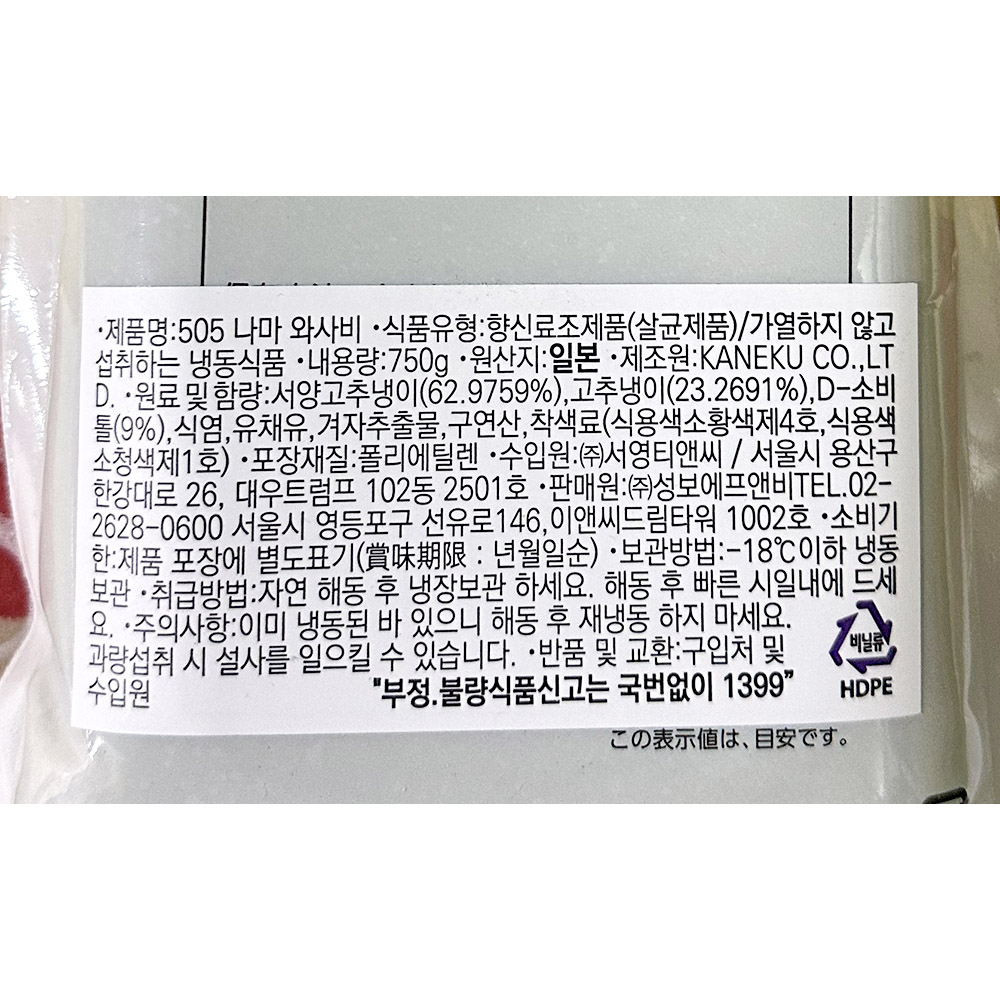 ·제품명:505 나마 와사비 ·식품유형:향신료조제품(살균제품)/가열하지 않고
섭취하는 냉동식품 ·내용량:750g ·원산지:일본 ·제조원:KANEKU CO.,LT
D. ·원료 및 함량:서양고추냉이(62.9759%),고추냉이(23.2691%),D-소비
톨(9%),식염,유채유,겨자추출물,구연산,착색료(식용색소황색제4호,식용색
소청색제1호) ·포장재질:폴리에틸렌 ·수입원:㈜서영티앤씨 / 서울시 용산구
한강대로 26, 대우트럼프 102동 2501호 ·판매원:㈜성보에프앤비TEL.02-
2628-0600 서울시 영등포구 선유로146,이앤씨드림타워 1002호 ·소비기
한:제품 포장에 별도표기(賞味期限 : 년월일순) ·보관방법:-18℃이하 냉동
보관 ·취급방법:자연 해동 후 냉장보관 하세요. 해동 후 빠른 시일내에 드세
요. ·주의사항:이미 냉동된 바 있으니 해동 후 재냉동 하지 마세요.
과량섭취 시 설사를 일으킬 수 있습니다. ·반품 및 교환:구입처 및
수입원 "부정.불량식품신고는 국번없이 1399"
비닐류
HDPE
この表示値は、目安です。